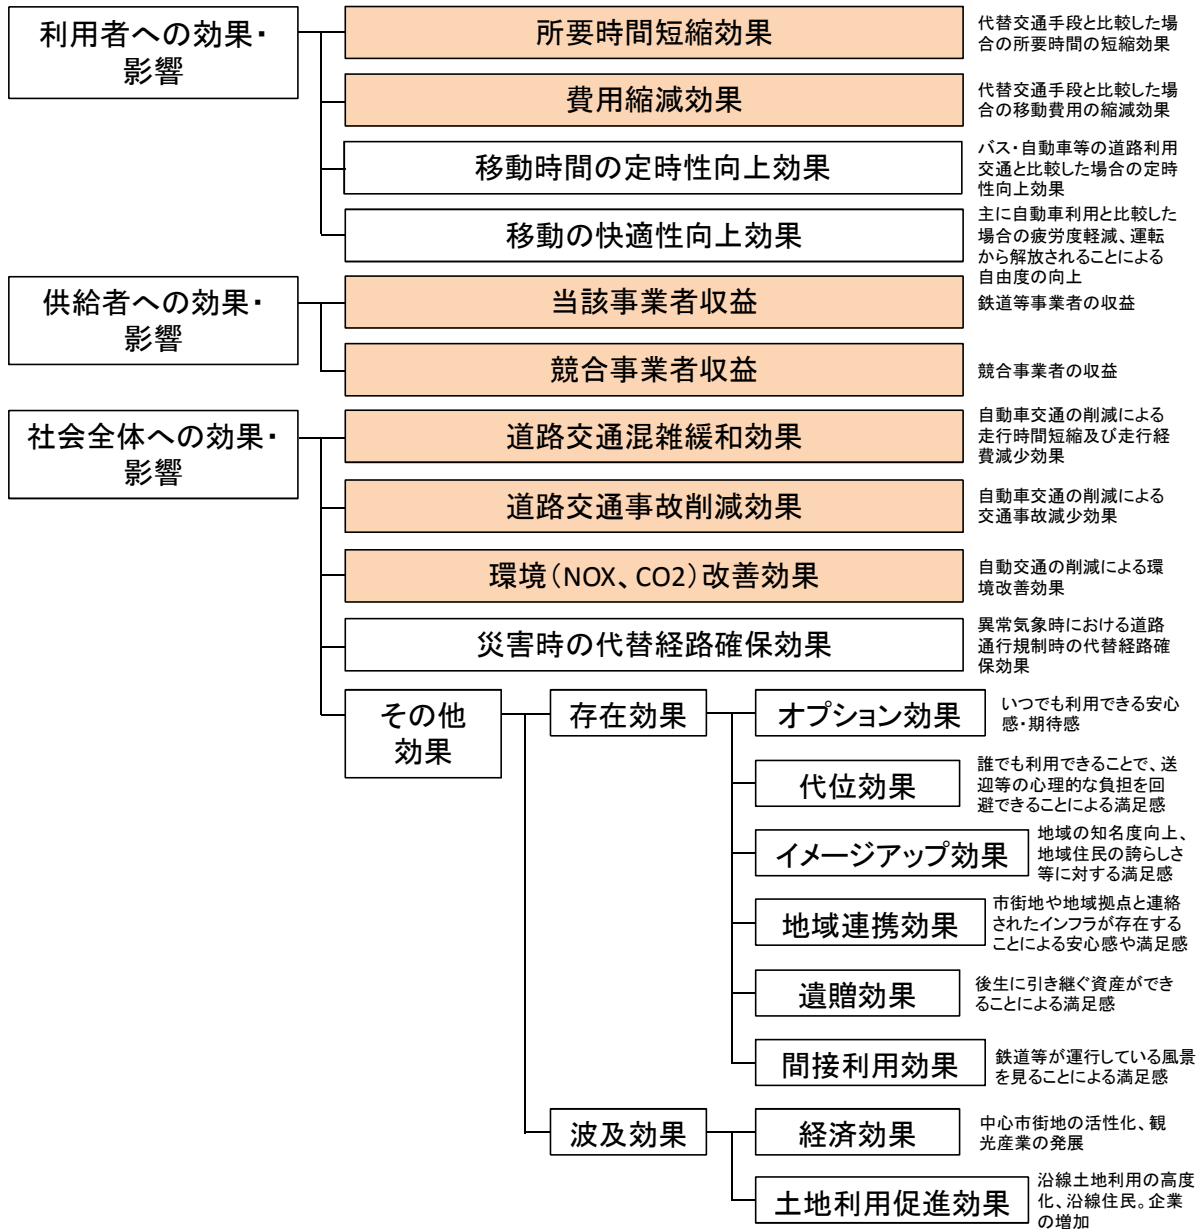 利用者への効果・
影響
所要時間短縮効果
代替交通手段と比較した場
合の所要時間の短縮効果
費用縮減効果
代替交通手段と比較した場
合の移動費用の縮減効果
移動時間の定時性向上効果
バス・自動車等の道路利用
交通と比較した場合の定時
性向上効果
移動の快適性向上効果
主に自動車利用と比較した
場合の疲労度軽減、運転
から解放されることによる
自由度の向上
供給者への効果・
影響
当該事業者収益
鉄道等事業者の収益
競合事業者収益
競合事業者の収益
社会全体への効果・
影響
道路交通混雑緩和効果
自動車交通の削減による
走行時間短縮及び走行経
費減少効果
道路交通事故削減効果
自動車交通の削減による
交通事故減少効果
環境（NOX、CO2）改善効果
自動交通の削減による環
境改善効果
災害時の代替経路確保効果
異常気象時における道路
通行規制時の代替経路確
保効果
その他
効果
存在効果
オプション効果
いつでも利用できる安心
感・期待感
代位効果
誰でも利用できることで、送
迎等の心理的な負担を回
避できることによる満足感
イメージアップ効果
地域の知名度向上、
地域住民の誇らしさ
等に対する満足感
地域連携効果
市街地や地域拠点と連絡
されたインフラが存在する
ことによる安心感や満足感
遺贈効果
後生に引き継ぐ資産ができ
ることによる満足感
間接利用効果
鉄道等が運行している風景
を見ることによる満足感
波及効果
経済効果
中心市街地の活性化、観
光産業の発展
土地利用促進効果
沿線土地利用の高度
化、沿線住民。企業
の増加